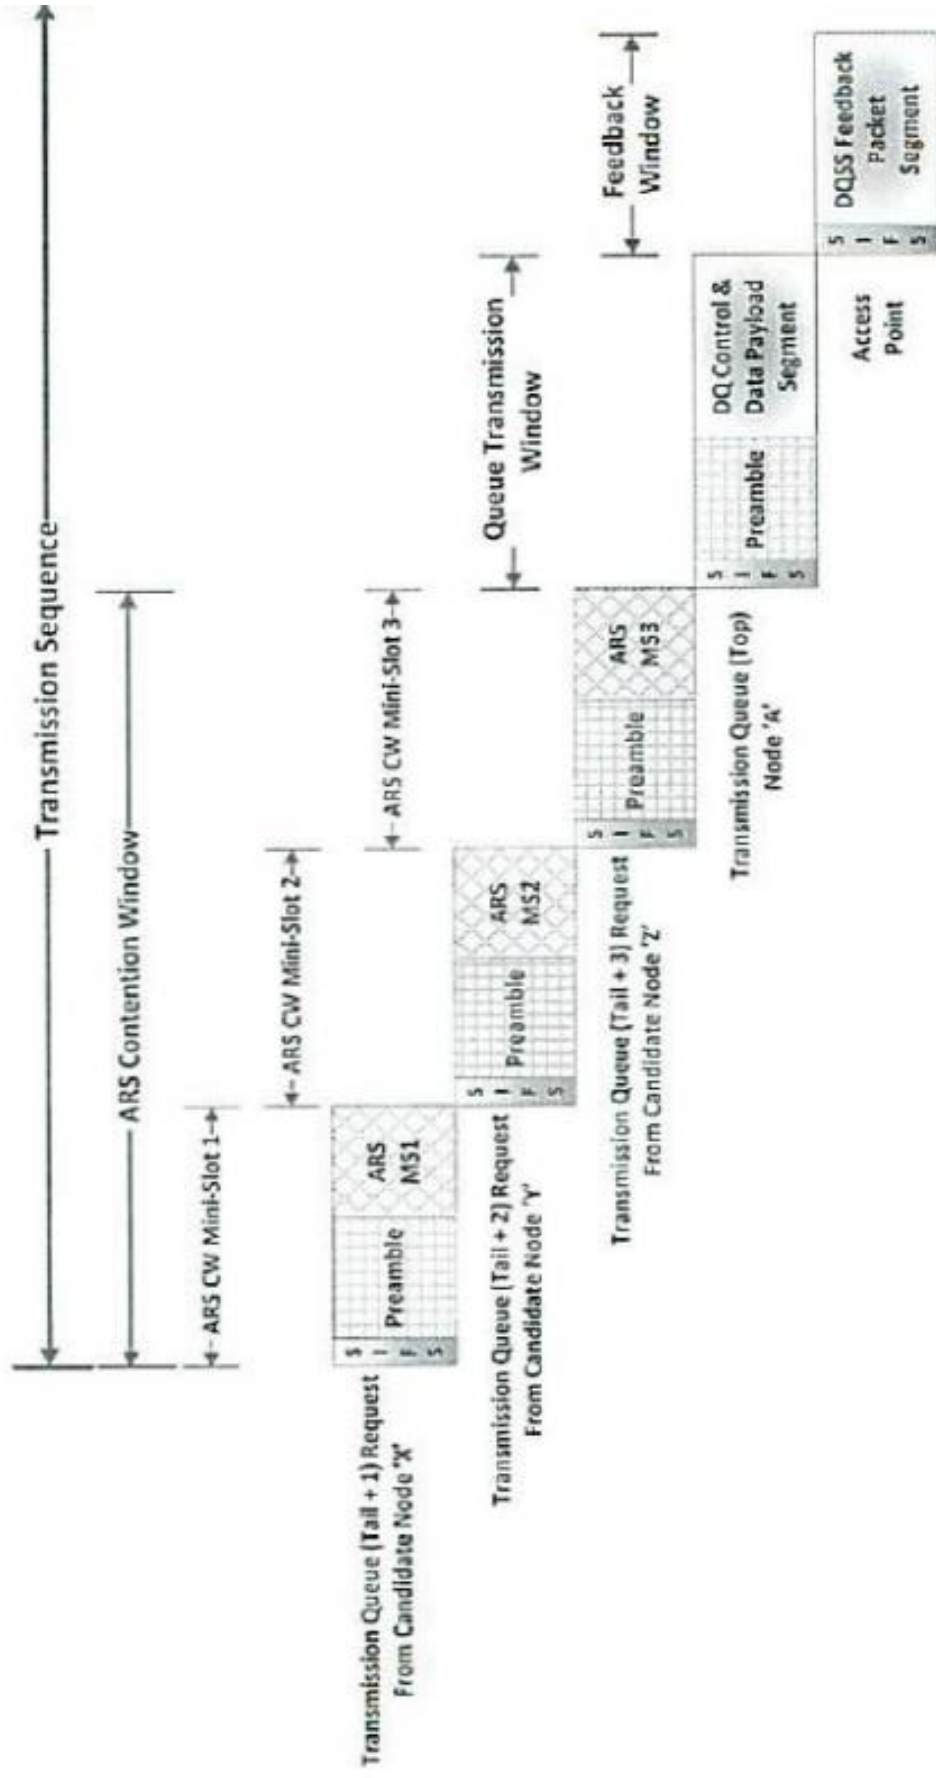 Transmission Sequence
ARS Contention Window
ARS CW Mini-Slot 1
ARS CW Mini-Slot 2
ARS CW Mini-Slot 3
Queue Transmission
Window
Feedback
Window
Transmission Queue (Tail + 1) Request
From Candidate Node 'X'
S
I
F
S
Preamble
ARS
MS1
Transmission Queue (Tail + 2) Request
From Candidate Node 'Y'
S
I
F
S
Preamble
ARS
MS2
Transmission Queue (Tail + 3) Request
From Candidate Node 'Z'
S
I
F
S
Preamble
ARS
MS3
Transmission Queue (Top)
Node 'A'
S
I
F
S
Preamble
DQ Control &
Data Payload
Segment
Access
Point
S
I
F
S
DQSS Feedback
Packet
Segment